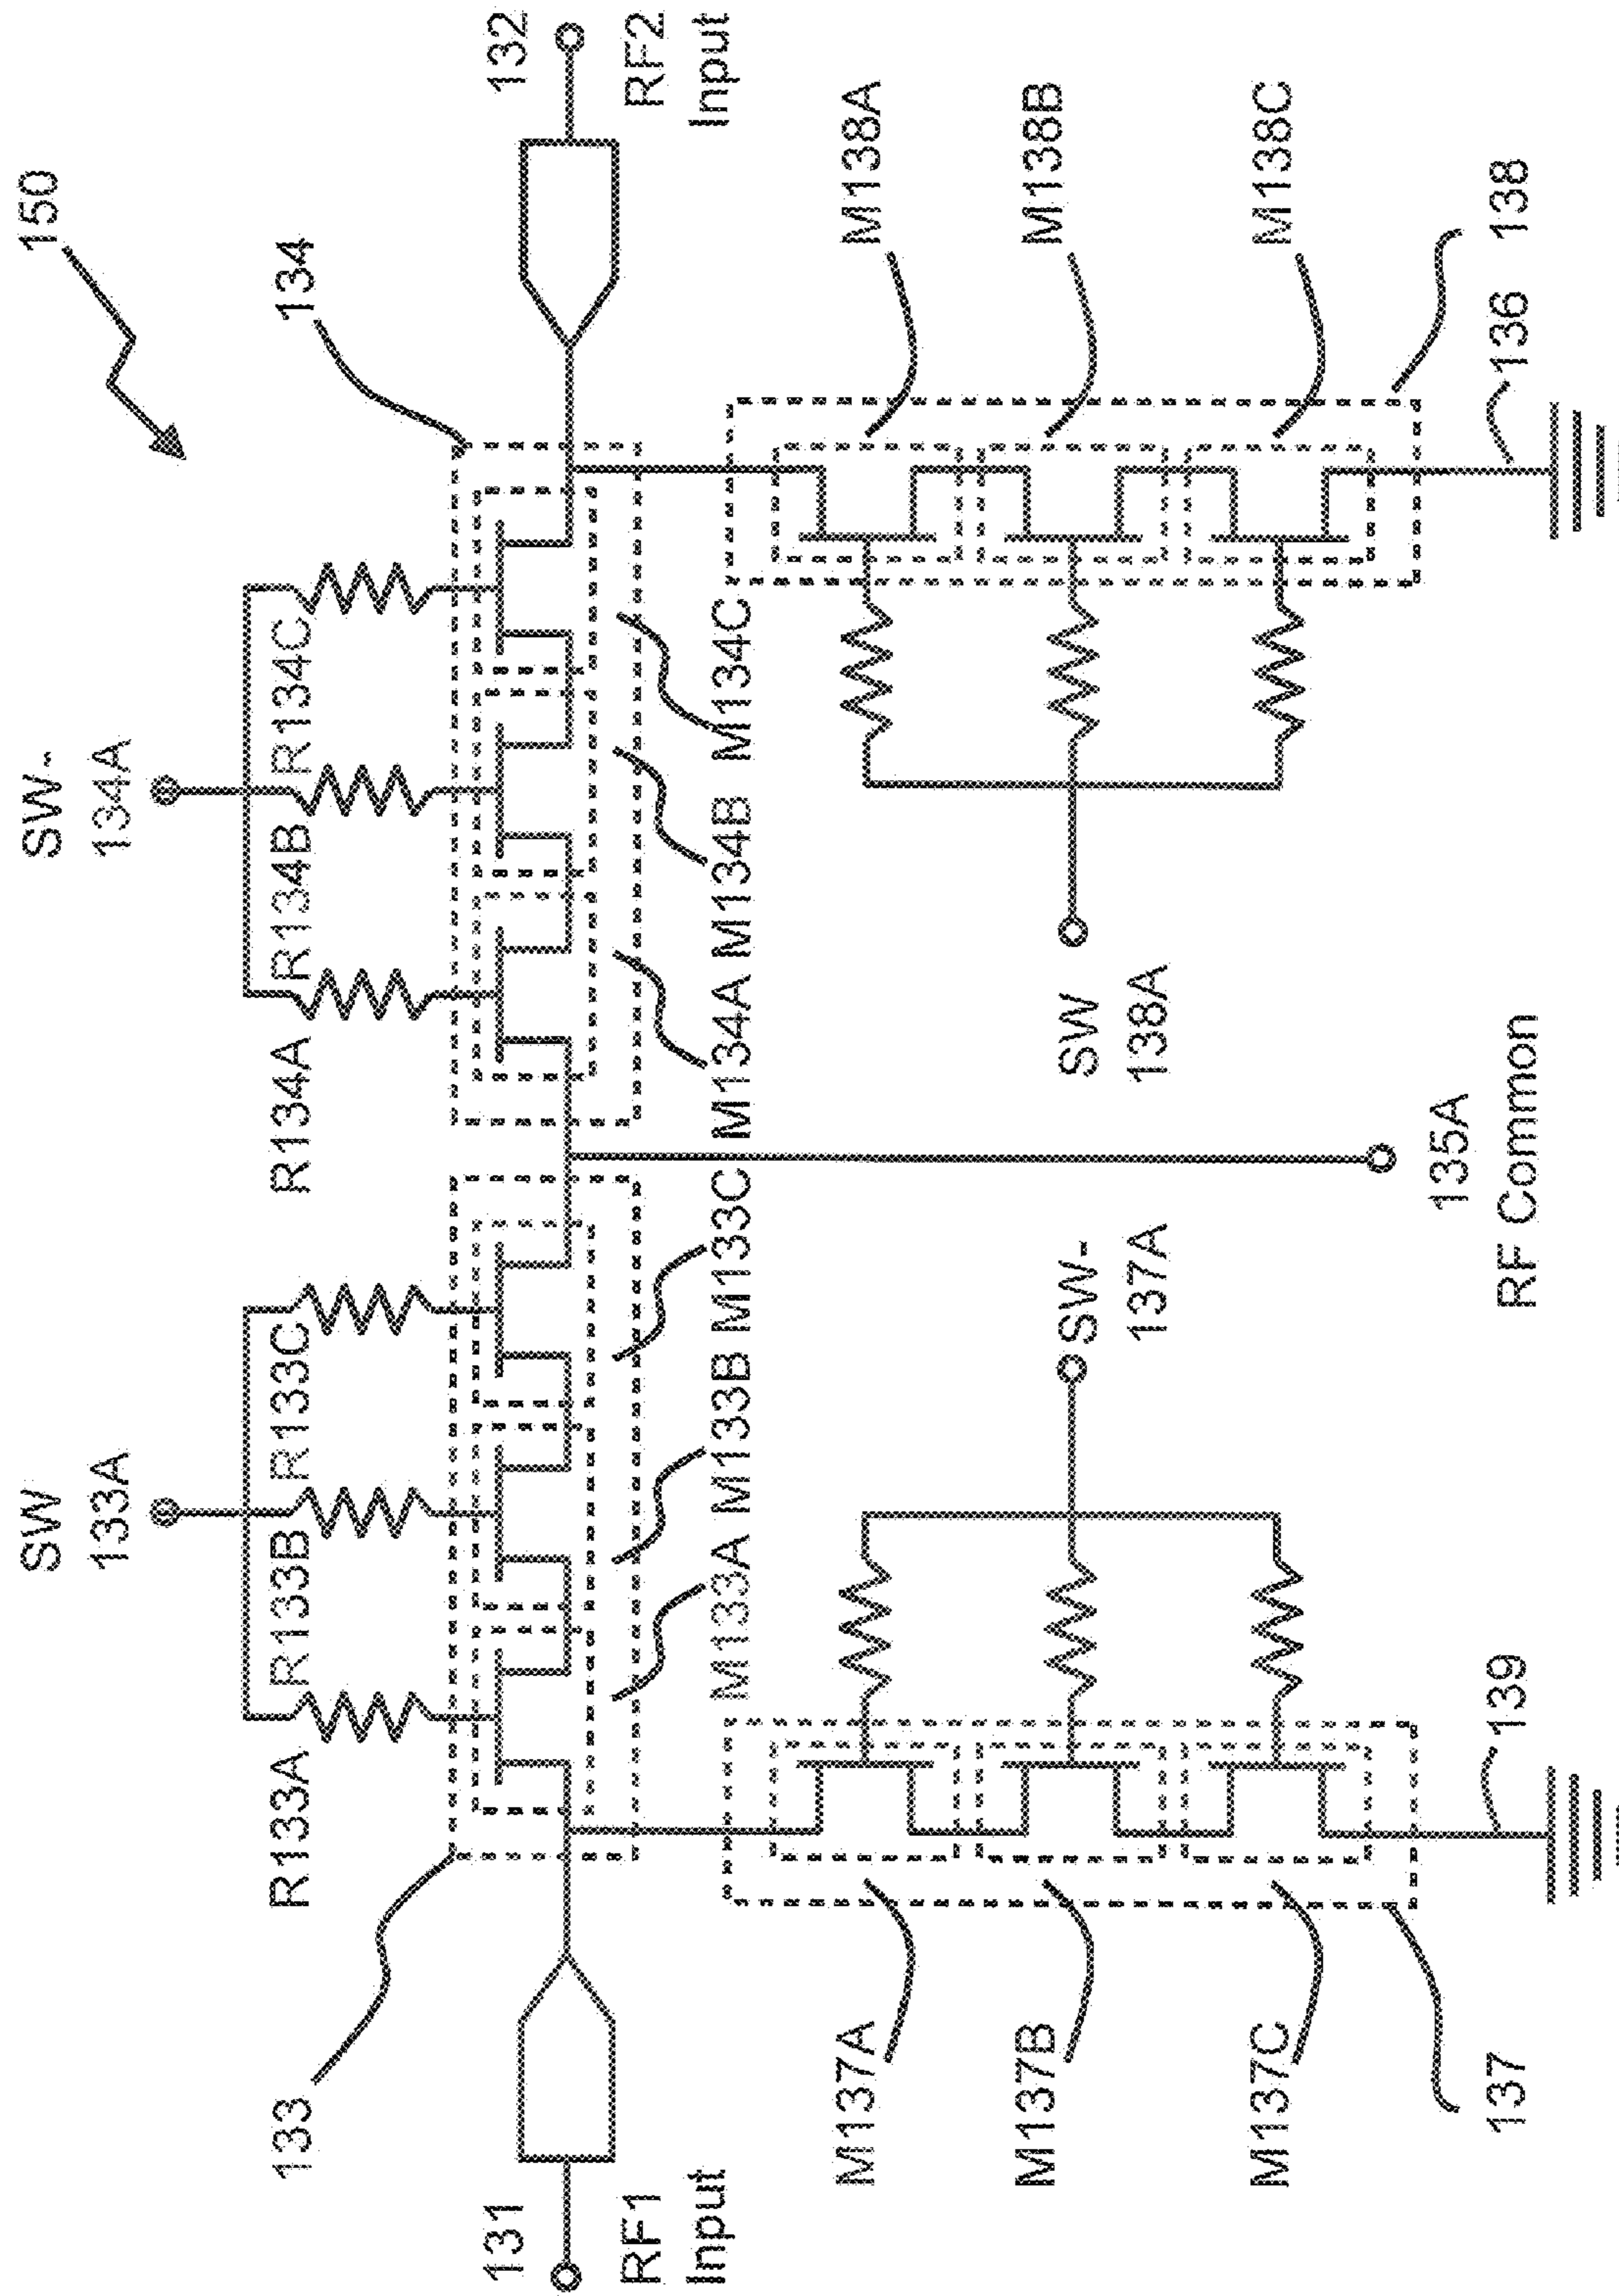 150
SW
133A
SW-
134A
133
R133A
R133B
R133C
R134A
R134B
R134C
134
131
RF1
Input
132
RF2
Input
M133A
M133B
M133C
M134A
M134B
M134C
M137A
M137B
M137C
SW-
137A
SW
138A
M138A
M138B
M138C
137
139
135A
RF Common
136
138